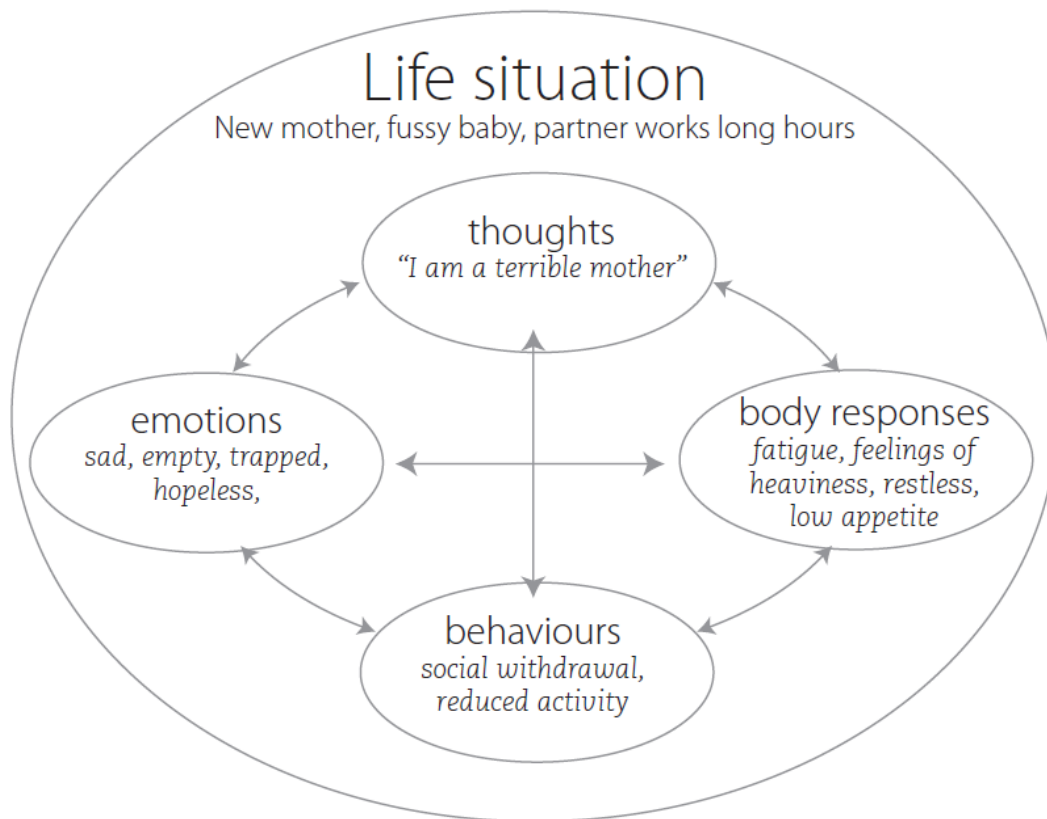 Life situation
New mother, fussy baby, partner works long hours
thoughts
“I am a terrible mother”
emotions
sad, empty, trapped,
hopeless,
body responses
fatigue, feelings of
heaviness, restless,
low appetite
behaviours
social withdrawal,
reduced activity